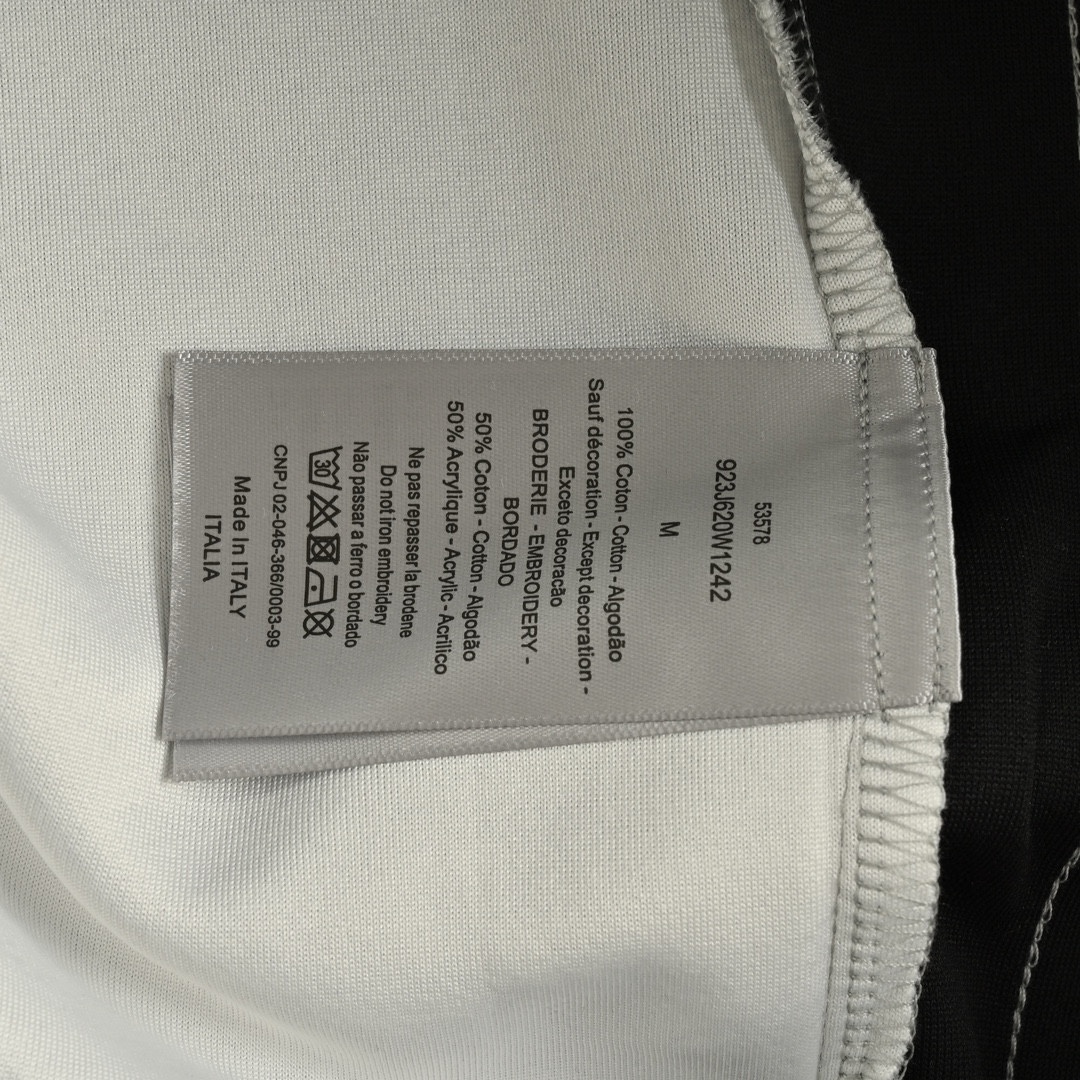 53578
923J620W1242
M
100% Coton - Cotton - Algodão
Sauf décoration - Except decoration -
Exceto decoracão
BRODERIE - EMBROIDERY -
BORDADO
50% Coton - Cotton - Algodão
50% Acrylique - Acrylic - Acrilico
Ne pas repasser la brodene
Do not iron embroidery
Não passar a ferro o bordado
30
CNPJ 02-046-366/0003-99
Made In ITALY
ITALIA